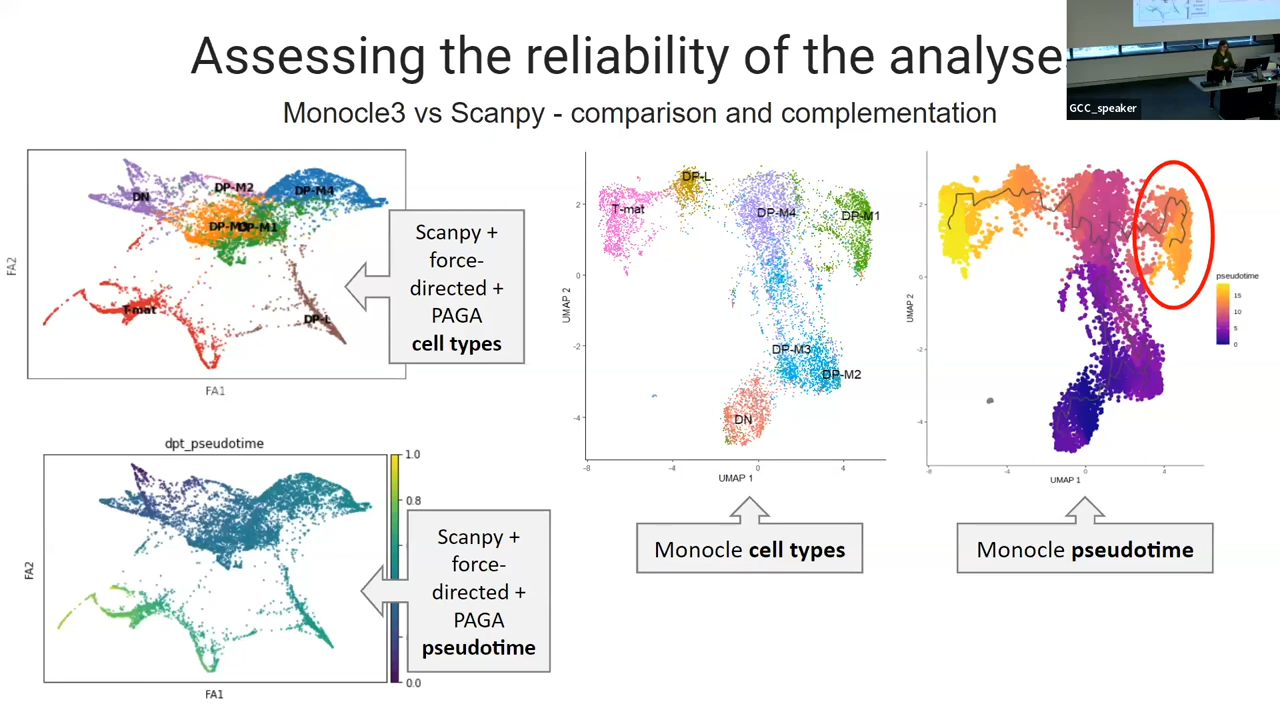 Assessing the reliability of the analyse
Monocle3 vs Scanpy - comparison and complementation
GCC_speaker
DN
DP-M2
DP-M4
DP-M3
DP-M1
T-mat
DP-L
FA2
FA1
Scanpy +
force-
directed +
PAGA
cell types
dpt_pseudotime
FA2
FA1
1.0
0.8
0.0
Scanpy +
force-
directed +
PAGA
pseudotime
DP-L
T-mat
DP-M4
DP-M1
DP-M3
DP-M2
DN
2
0
-2
-4
-8
-4
0
4
UMAP 2
UMAP 1
Monocle cell types
2
0
-2
-4
-8
-4
0
4
UMAP 2
UMAP 1
pseudotime
15
10
5
0
Monocle pseudotime